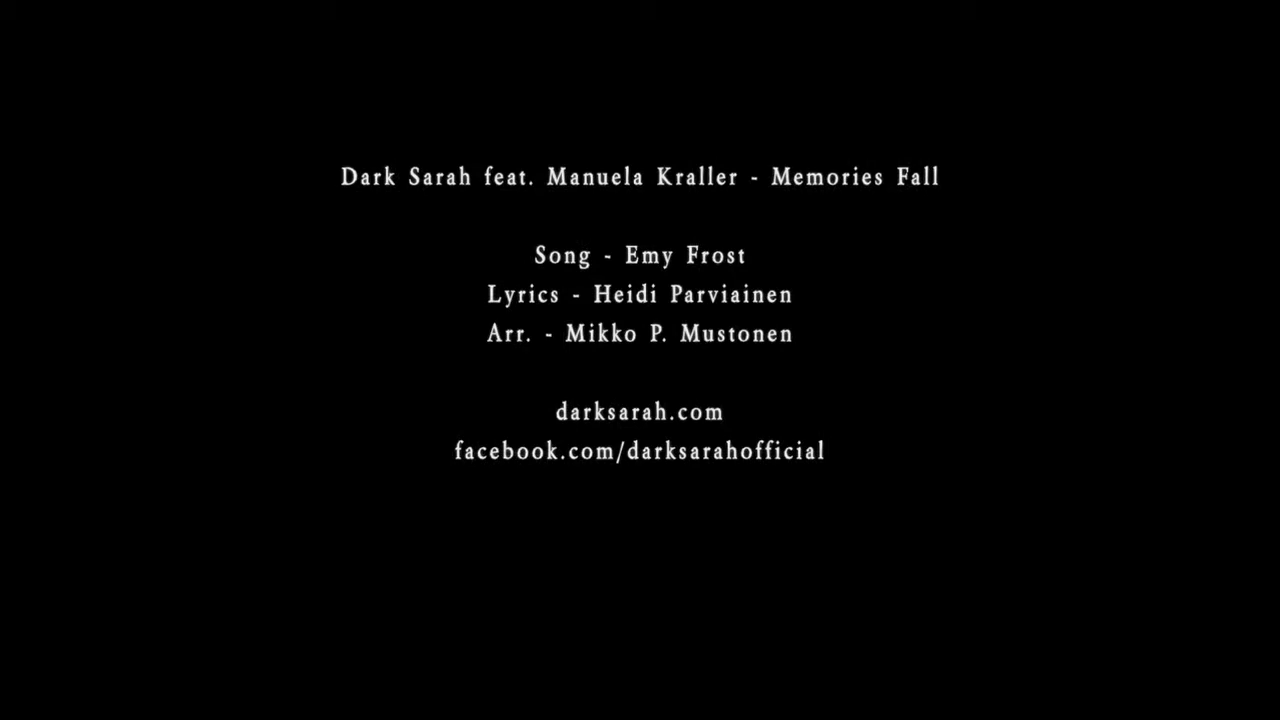 Dark Sarah feat. Manuela Kraller - Memories Fall
Song - Emy Frost
Lyrics - Heidi Parviainen
Arr. - Mikko P. Mustonen
darksarah.com
facebook.com/darksarahofficial